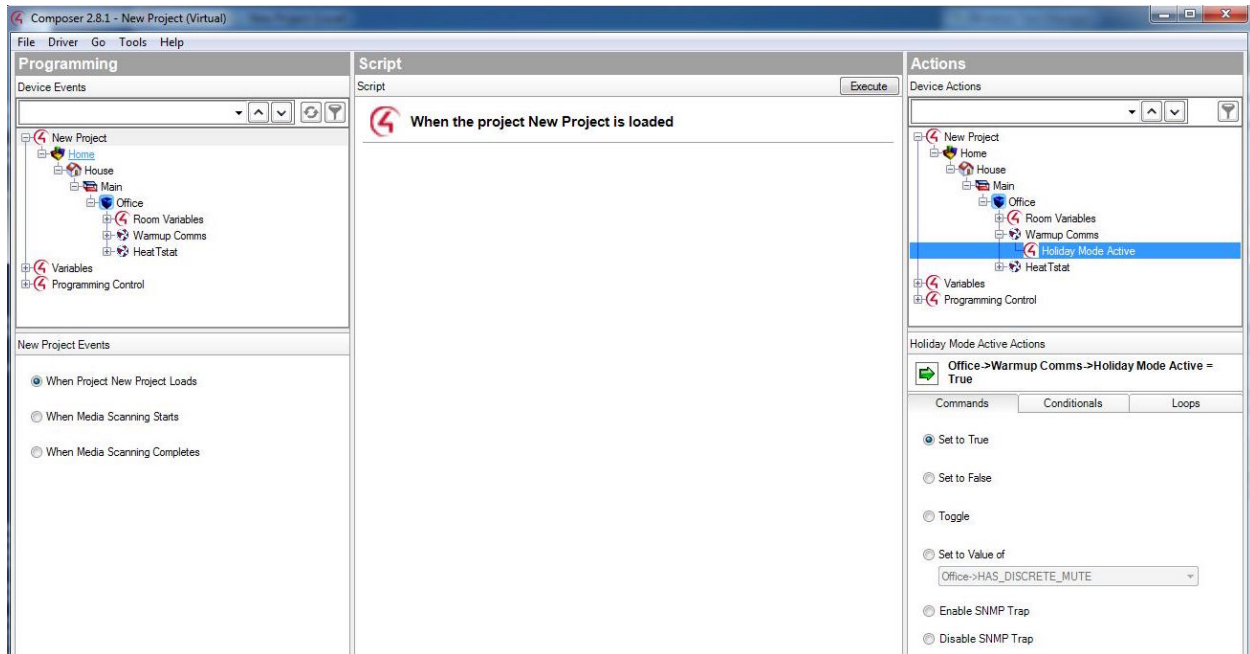 Composer 2.8.1 - New Project (Virtual)
File Driver Go Tools Help
Programming
Device Events
New Project
Home
House
Main
Office
Room Variables
Warmup Comms
HeatTstat
Variables
Programming Control
New Project Events
When Project New Project Loads
When Media Scanning Starts
When Media Scanning Completes
Script
Script Execute
When the project New Project is loaded
Actions
Device Actions
New Project
Home
House
Main
Office
Room Variables
Warmup Comms
Holiday Mode Active
HeatTstat
Variables
Programming Control
Holiday Mode Active Actions
Office->Warmup Comms->Holiday Mode Active =
True
Commands Conditionals Loops
Set to True
Set to False
Toggle
Set to Value of
Office->HAS_DISCRETE_MUTE
Enable SNMP Trap
Disable SNMP Trap